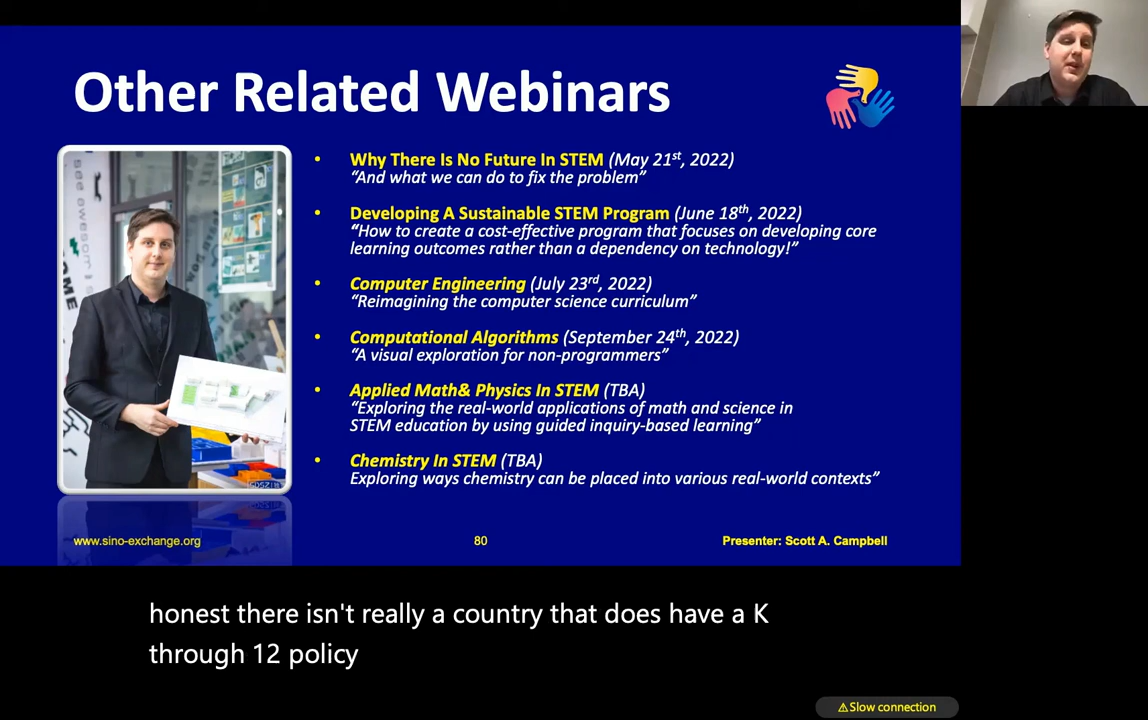 Other Related Webinars
• Why There Is No Future In STEM (May 21st, 2022)
“And what we can do to fix the problem”
• Developing A Sustainable STEM Program (June 18th, 2022)
“How to create a cost-effective program that focuses on developing core
learning outcomes rather than a dependency on technology!”
• Computer Engineering (July 23rd, 2022)
“Reimagining the computer science curriculum”
• Computational Algorithms (September 24th, 2022)
“A visual exploration for non-programmers”
• Applied Math& Physics In STEM (TBA)
“Exploring the real-world applications of math and science in
STEM education by using guided inquiry-based learning”
• Chemistry In STEM (TBA)
Exploring ways chemistry can be placed into various real-world contexts”
www.sino-exchange.org
80
Presenter: Scott A. Campbell
honest there isn't really a country that does have a K
through 12 policy
⚠Slow connection